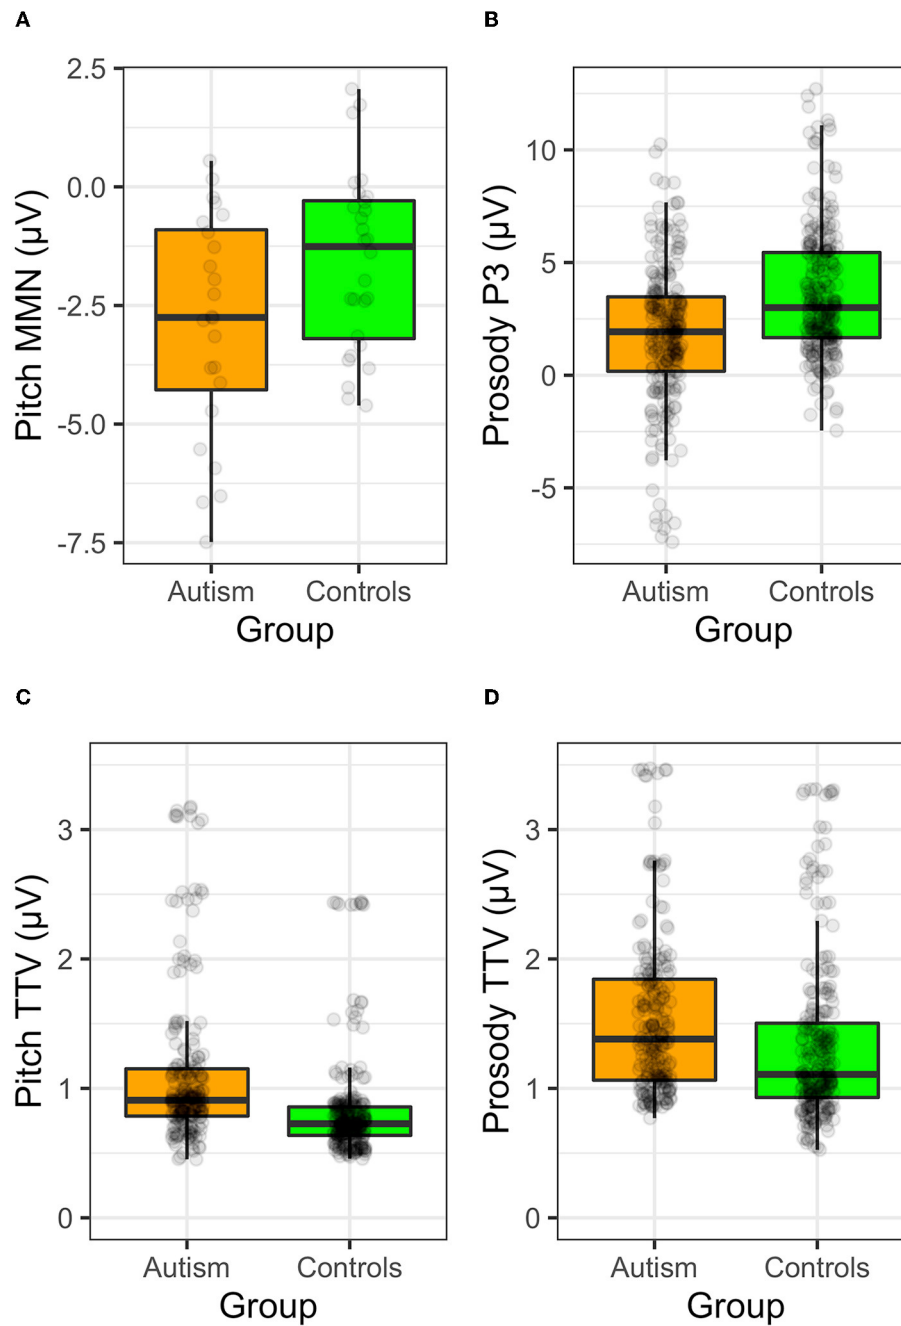 A
B
Pitch MMN (μV)
2.5
0.0
-2.5
-5.0
-7.5
Autism
Controls
Group
Prosody P3 (μV)
10
5
0
-5
Autism
Controls
Group
C
D
Pitch TTV (μV)
3
2
1
0
Autism
Controls
Group
Prosody TTV (μV)
3
2
1
0
Autism
Controls
Group